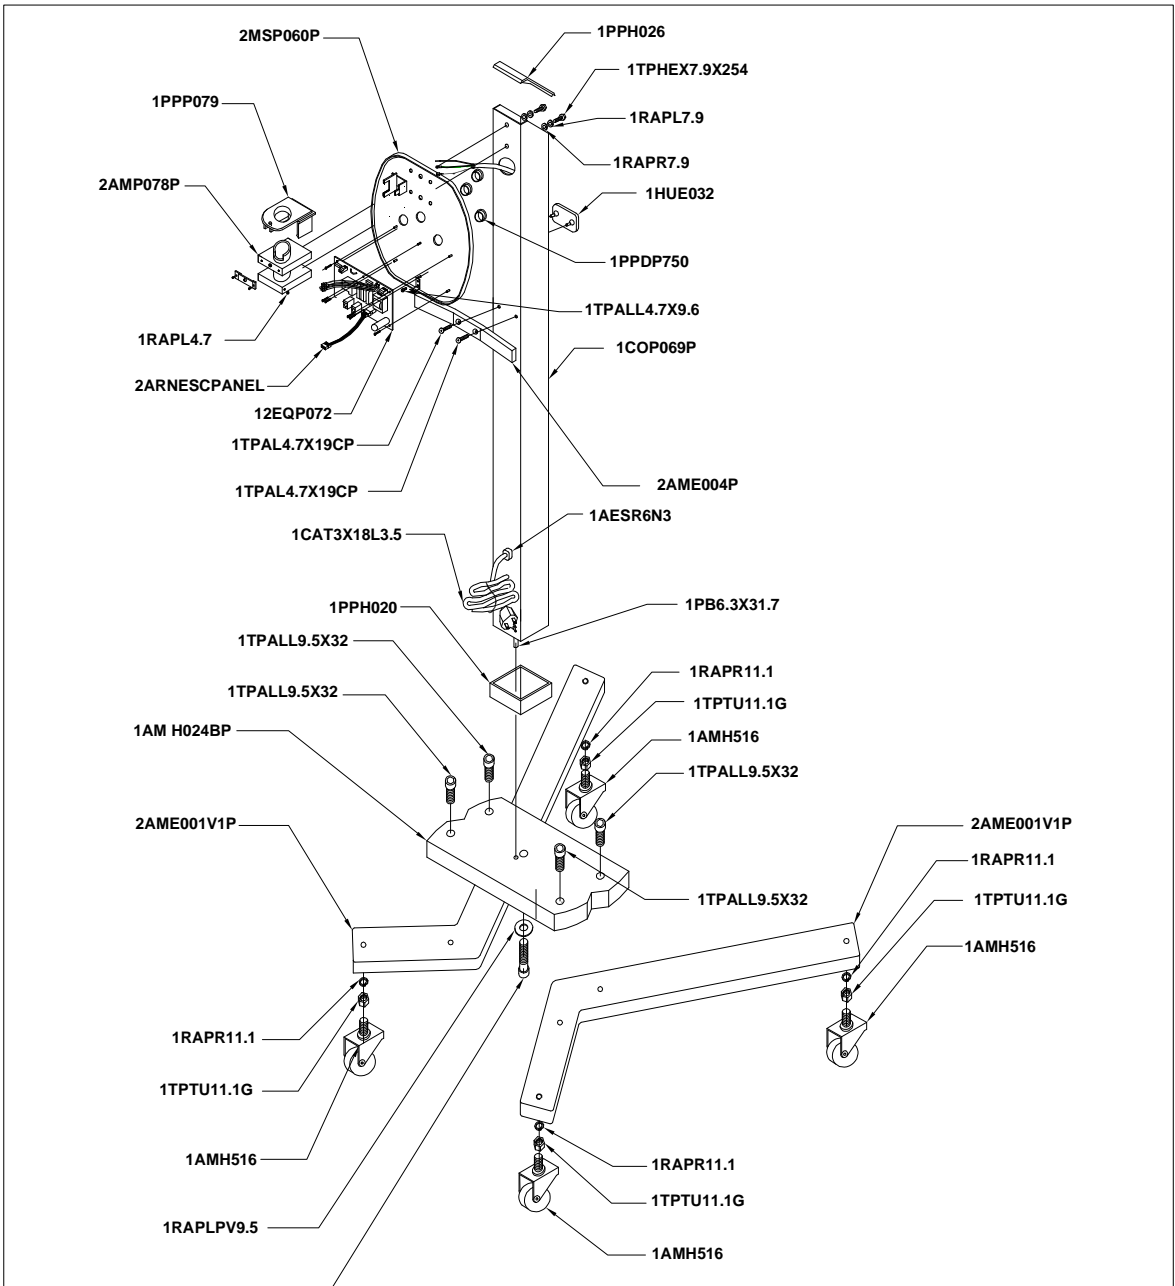 1PPH026
2MSP060P
1TPHEX7.9X254
1PPP079
1RAPL7.9
1RAPR7.9
2AMP078P
1HUE032
1PPDP750
1TPALL4.7X9.6
1RAPL4.7
1COP069P
2ARNESCPANEL
12EQP072
1TPAL4.7X19CP
2AME004P
1TPAL4.7X19CP
1AESR6N3
1CAT3X18L3.5
1PPH020
1PB6.3X31.7
1TPALL9.5X32
1RAPR11.1
1TPALL9.5X32
1TPTU11.1G
1AM H024BP
1AMH516
1TPALL9.5X32
2AME001V1P
2AME001V1P
1RAPR11.1
1TPALL9.5X32
1TPTU11.1G
1AMH516
1RAPR11.1
1TPTU11.1G
1AMH516
1RAPR11.1
1TPTU11.1G
1RAPLPV9.5
1AMH516